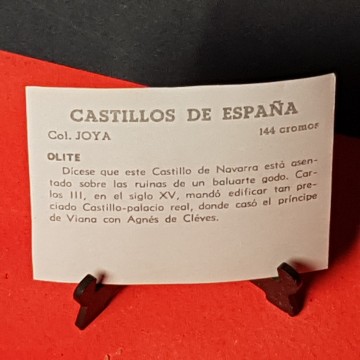 CASTILLOS DE ESPAÑA
Col. JOYA 144 cromos
OLITE
Dícese que este Castillo de Navarra está asen-
tado sobre las ruinas de un baluarte godo. Car-
los III, en el siglo XV, mandó edificar tan pre-
ciado Castillo-palacio real, donde casó el príncipe
de Viana con Agnés de Cléves.